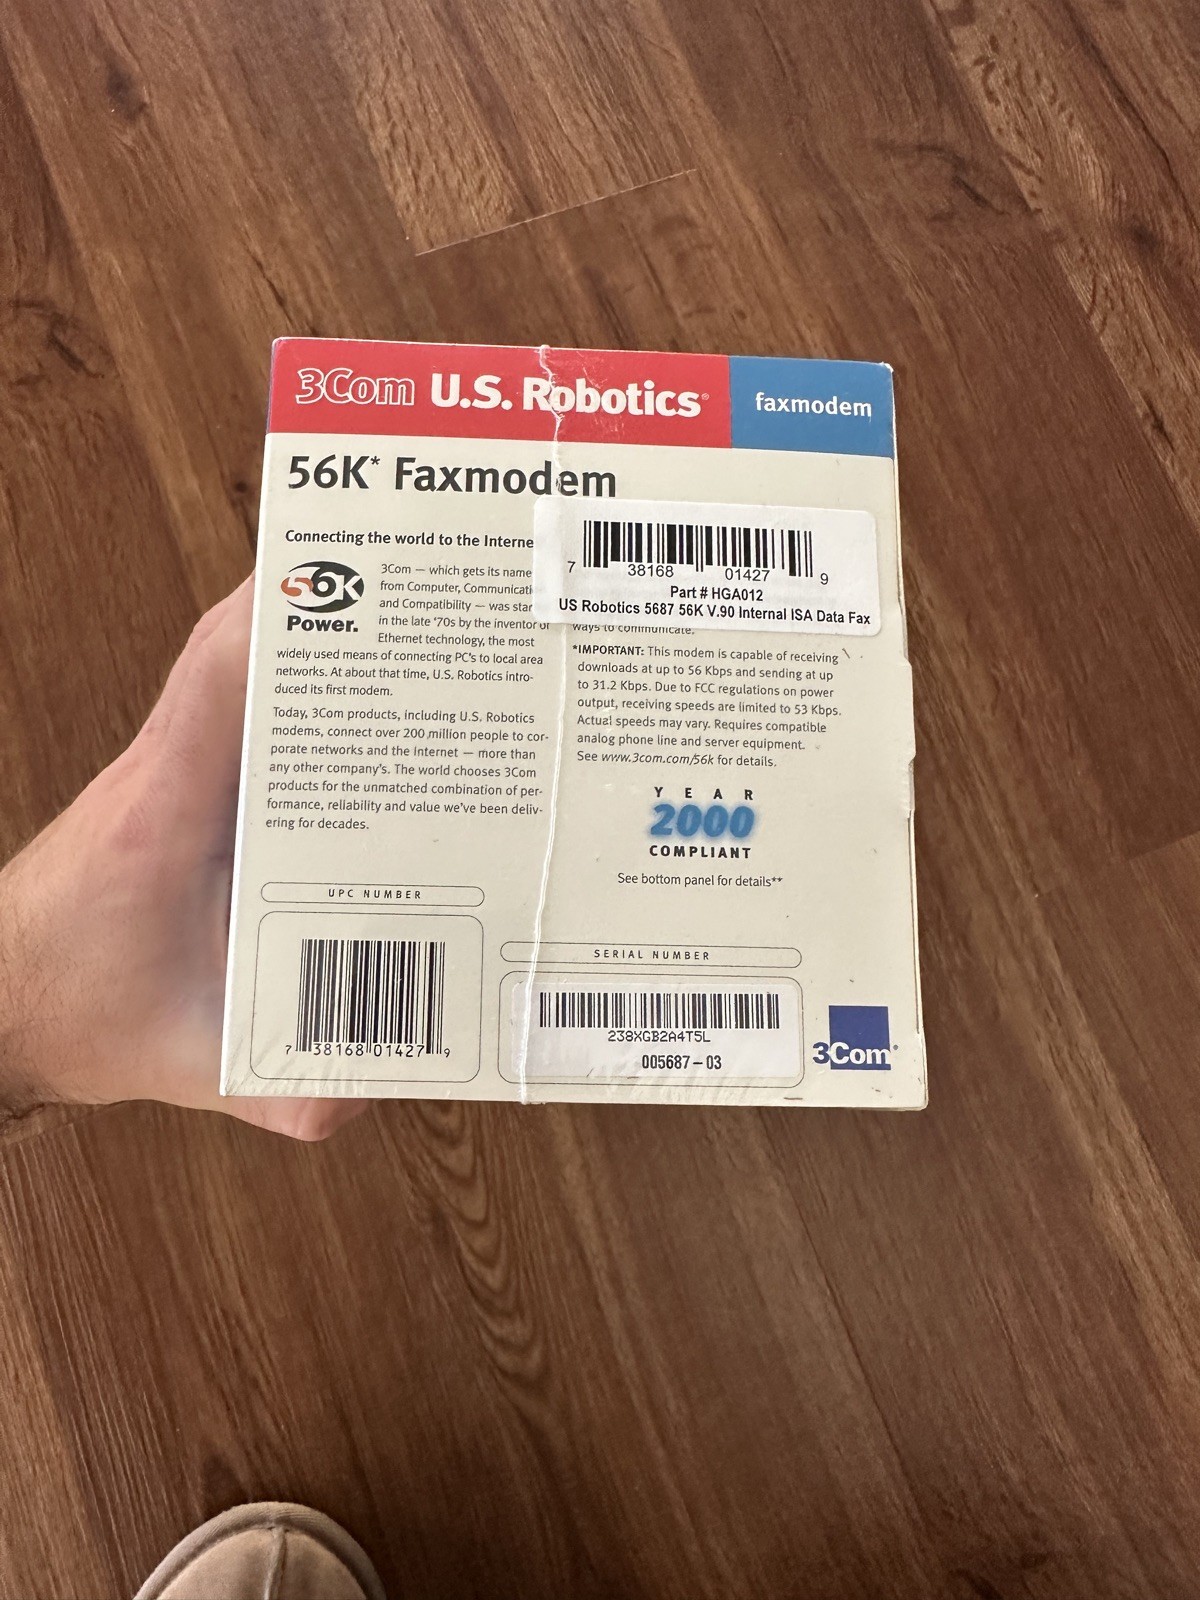 3Com U.S. Robotics® faxmodem
56K* Faxmodem
Connecting the world to the Interne
56K
Power.
3Com — which gets its name
from Computer, Communicati
and Compatibility — was star
in the late '70s by the inventor of
Ethernet technology, the most
widely used means of connecting PC's to local area
networks. At about that time, U.S. Robotics intro-
duced its first modem.
Today, 3Com products, including U.S. Robotics
modems, connect over 200 million people to cor-
porate networks and the Internet — more than
any other company's. The world chooses 3Com
products for the unmatched combination of per-
formance, reliability and value we've been deliv-
ering for decades.
7 38168 01427 9
Part # HGA012
US Robotics 5687 56K V.90 Internal ISA Data Fax
ways to communicate.
*IMPORTANT: This modem is capable of receiving
downloads at up to 56 Kbps and sending at up
to 31.2 Kbps. Due to FCC regulations on power
output, receiving speeds are limited to 53 Kbps.
Actual speeds may vary. Requires compatible
analog phone line and server equipment.
See www.3com.com/56k for details.
YEAR
2000
COMPLIANT
See bottom panel for details**
UPC NUMBER
7 38168 01427 9
SERIAL NUMBER
238XGB2A4T5L
005687-03
3Com®